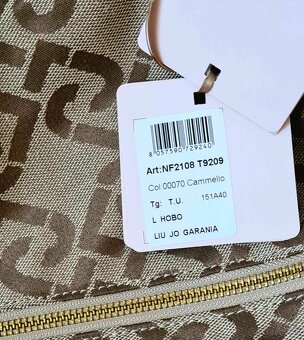 8 057590 729240
Art:NF2108 T9209
Col:00070 Cammello
Tg: T.U. 151A40
L HOBO
LIU JO GARANIA